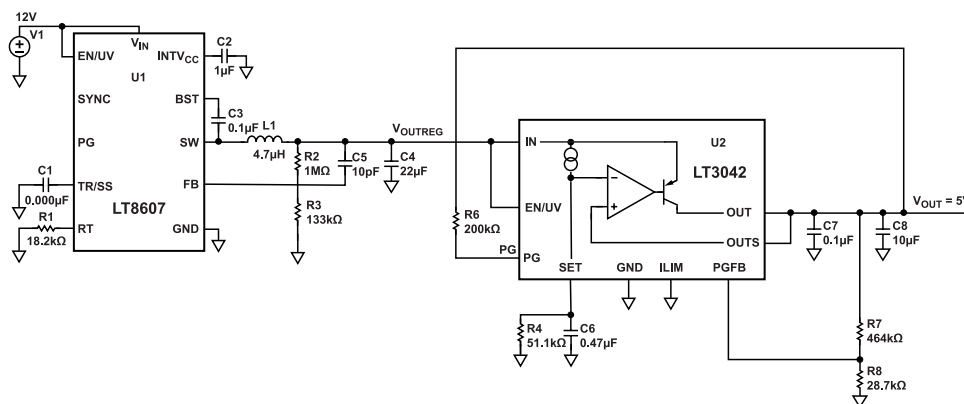 12V
V1
EN/UV
VIN
INTVCC
C2
1µF
U1
SYNC
BST
C3
0.1µF
L1
PG
SW
4.7µH
R2
1MΩ
C5
10pF
VOUTREG
C4
22µF
C1
0.000µF
TR/SS
FB
LT8607
R1
18.2kΩ
RT
GND
R3
133kΩ
R6
200kΩ
IN
U2
LT3042
EN/UV
OUT
OUTS
PG
PG
SET
GND
ILIM
PGFB
VOUT = 5V
C7
0.1µF
C8
10µF
R4
51.1kΩ
C6
0.47µF
R7
464kΩ
R8
28.7kΩ